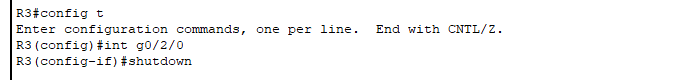 R3#config t
Enter configuration commands, one per line.  End with CNTL/Z.
R3(config)#int g0/2/0
R3(config-if)#shutdown